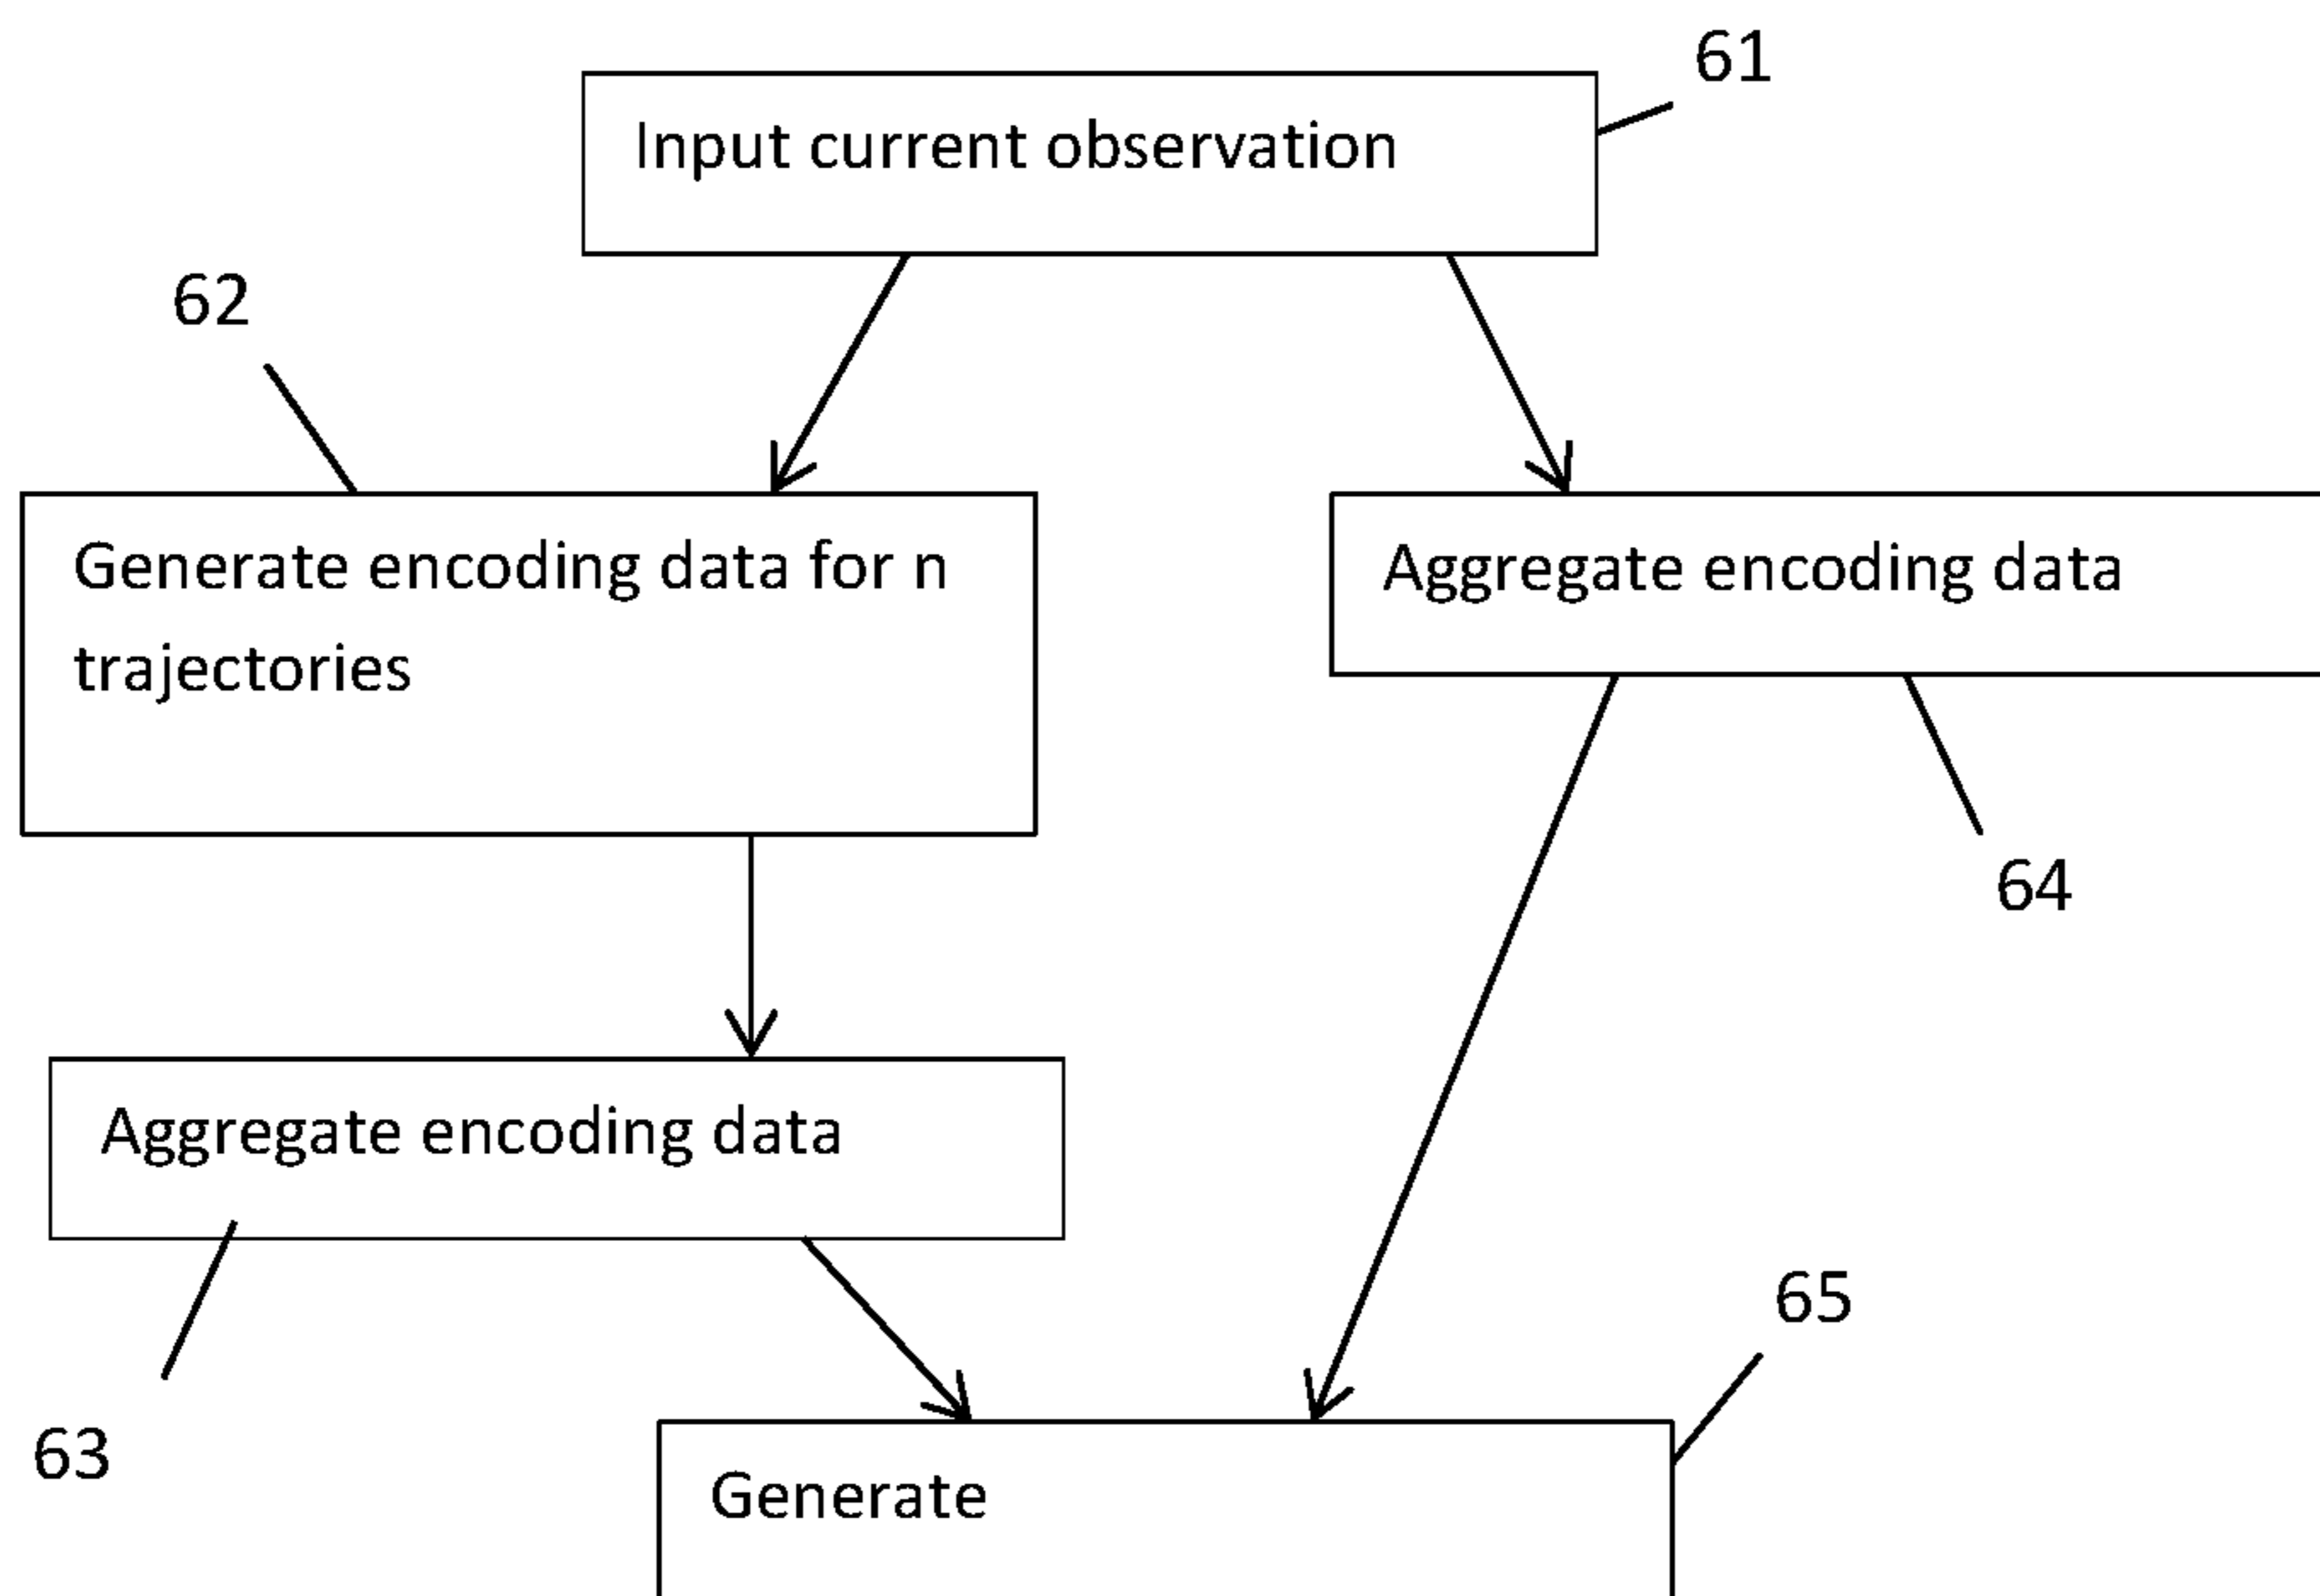 61
Input current observation
62
Generate encoding data for n
trajectories
Aggregate encoding data
64
Aggregate encoding data
63
65
Generate